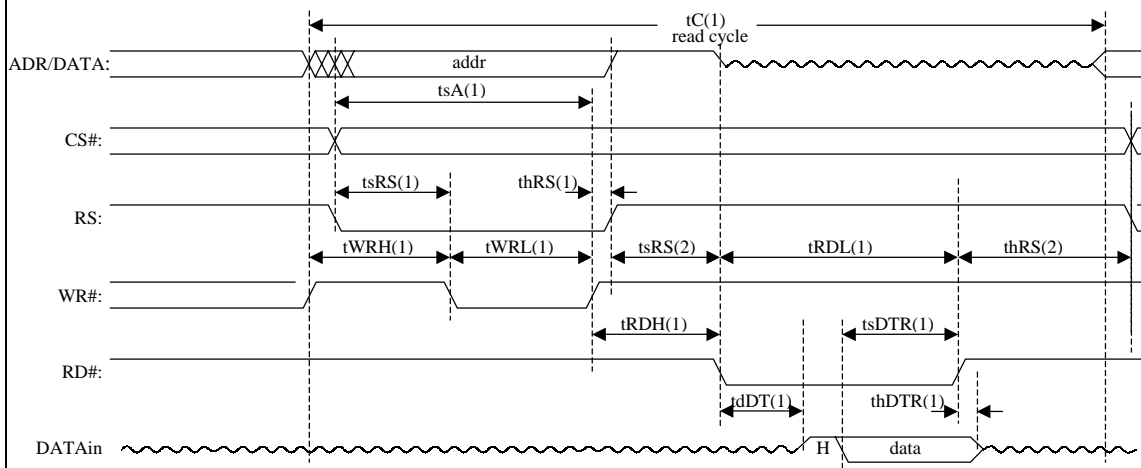 tC(1)
read cycle
ADR/DATA:
addr
tsA(1)
CS#:
tsRS(1)
thRS(1)
RS:
tWRH(1)
tWRL(1)
tsRS(2)
tRDL(1)
thRS(2)
WR#:
tRDH(1)
tsDTR(1)
RD#:
tdDT(1)
thDTR(1)
DATAin
H
data